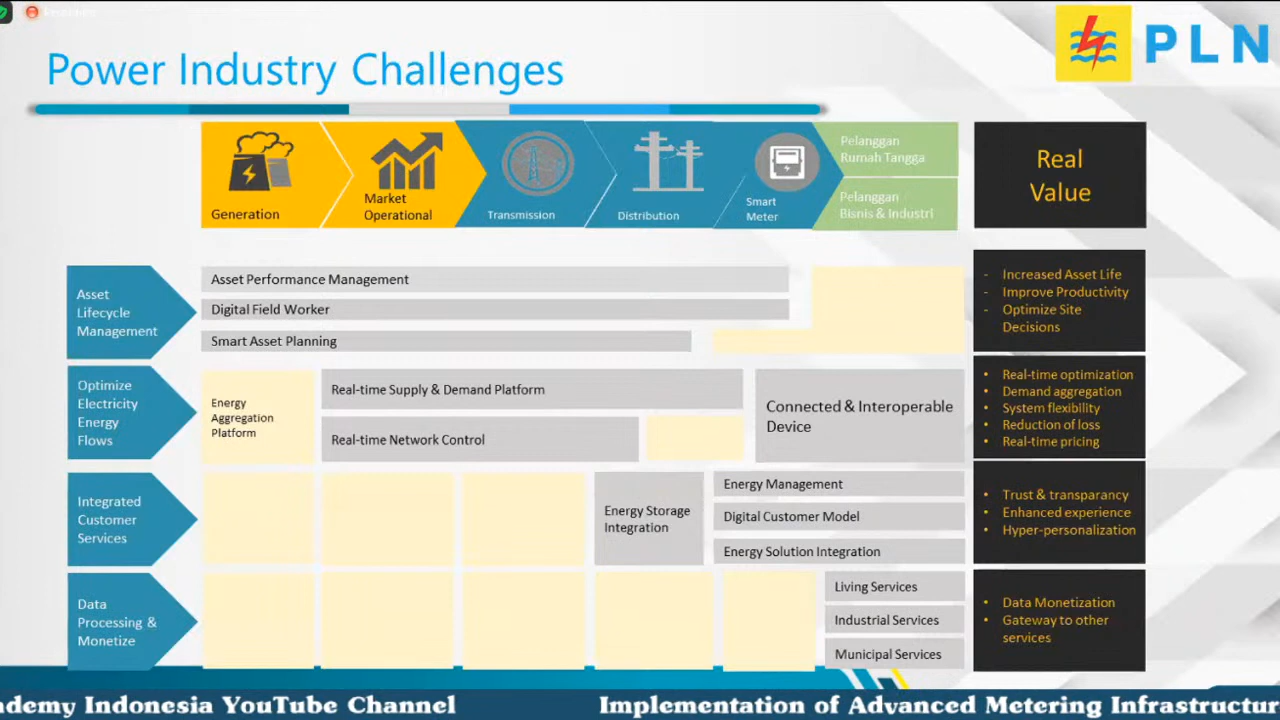 Power Industry Challenges
PLN
Generation
Market
Operational
Transmission
Distribution
Smart
Meter
Pelanggan
Rumah Tangga
Pelanggan
Bisnis & Industri
Real
Value
Asset
Lifecycle
Management
Asset Performance Management
Digital Field Worker
Smart Asset Planning
- Increased Asset Life
- Improve Productivity
- Optimize Site
Decisions
Optimize
Electricity
Energy
Flows
Energy
Aggregation
Platform
Real-time Supply & Demand Platform
Real-time Network Control
Connected & Interoperable
Device
• Real-time optimization
• Demand aggregation
• System flexibility
• Reduction of loss
• Real-time pricing
Integrated
Customer
Services
Energy Storage
Integration
Energy Management
Digital Customer Model
Energy Solution Integration
• Trust & transparancy
• Enhanced experience
• Hyper-personalization
Data
Processing &
Monetize
Living Services
Industrial Services
Municipal Services
• Data Monetization
• Gateway to other
services
ademy Indonesia YouTube Channel
Implementation of Advanced Metering Infrastructur